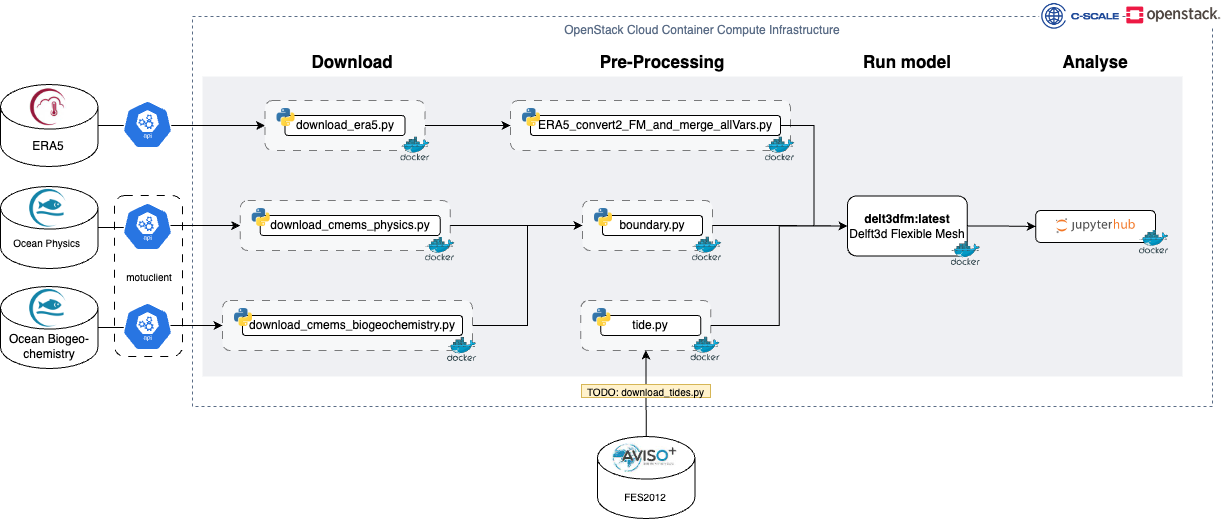 C-SCALE
openstack.
OpenStack Cloud Container Compute Infrastructure
Download
Pre-Processing
Run model
Analyse
ERA5
api
download_era5.py
docker
ERA5_convert2_FM_and_merge_allVars.py
docker
Ocean Physics
api
download_cmems_physics.py
docker
boundary.py
docker
delt3dfm:latest
Delft3d Flexible Mesh
docker
jupyterhub
docker
motuclient
Ocean Biogeo-
chemistry
api
download_cmems_biogeochemistry.py
docker
tide.py
docker
TODO: download_tides.py
AVISO+
FES2012